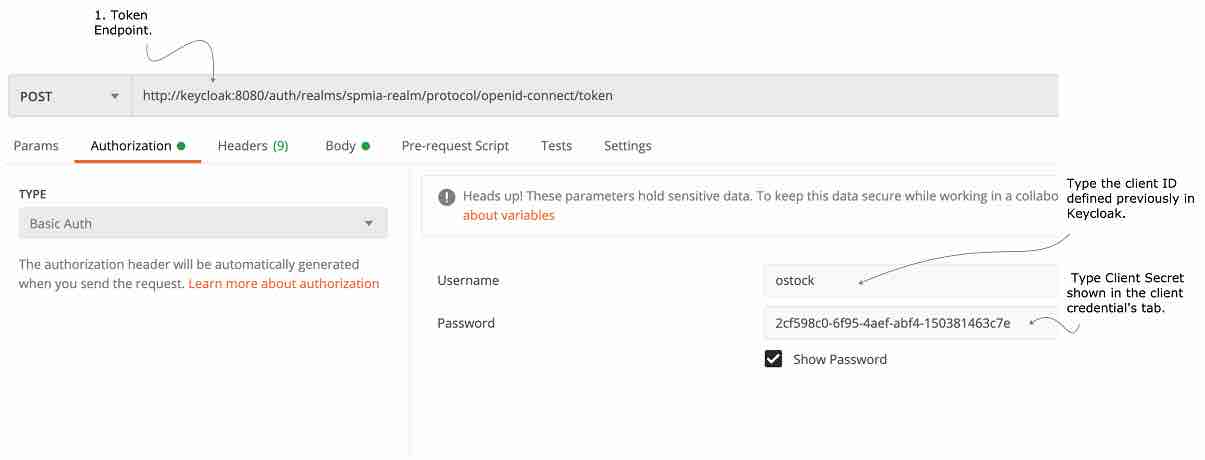 1. Token
Endpoint.
POST
http://keycloak:8080/auth/realms/spmia-realm/protocol/openid-connect/token
Params
Authorization
Headers (9)
Body
Pre-request Script
Tests
Settings
TYPE
Basic Auth
The authorization header will be automatically generated
when you send the request. Learn more about authorization
Heads up! These parameters hold sensitive data. To keep this data secure while working in a collabo
about variables
Type the client ID
defined previously in
Keycloak.
Username
ostock
Type Client Secret
shown in the client
credential's tab.
Password
2cf598c0-6f95-4aef-abf4-150381463c7e
Show Password